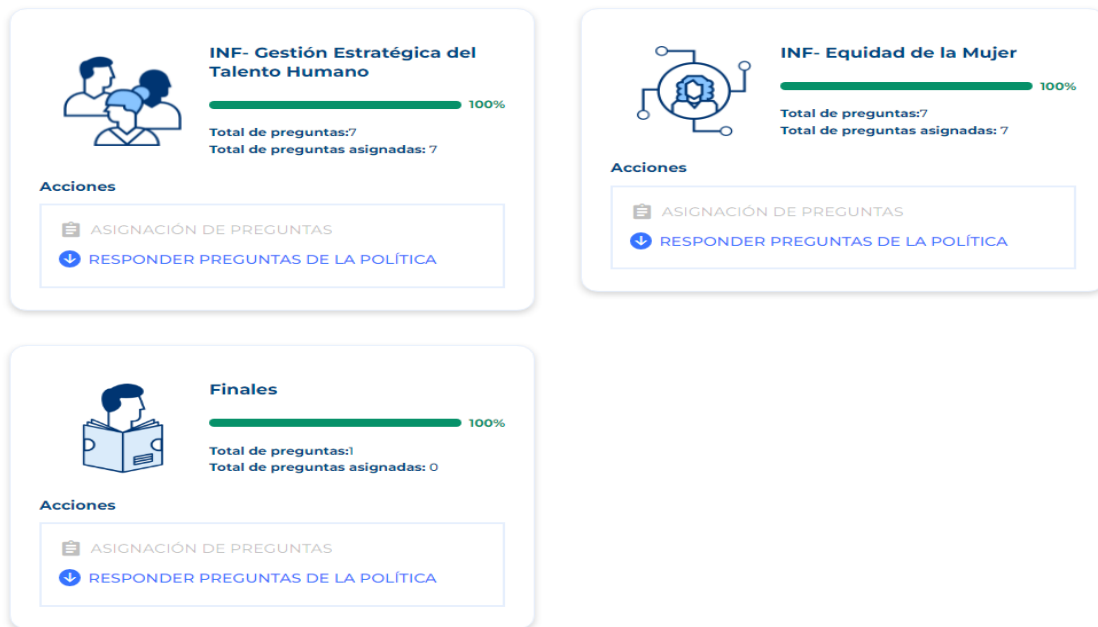 INF- Gestión Estratégica del
Talento Humano
100%
Total de preguntas:7
Total de preguntas asignadas: 7
Acciones
ASIGNACIÓN DE PREGUNTAS
RESPONDER PREGUNTAS DE LA POLÍTICA
INF- Equidad de la Mujer
100%
Total de preguntas:7
Total de preguntas asignadas: 7
Acciones
ASIGNACIÓN DE PREGUNTAS
RESPONDER PREGUNTAS DE LA POLÍTICA
Finales
100%
Total de preguntas:1
Total de preguntas asignadas: 0
Acciones
ASIGNACIÓN DE PREGUNTAS
RESPONDER PREGUNTAS DE LA POLÍTICA